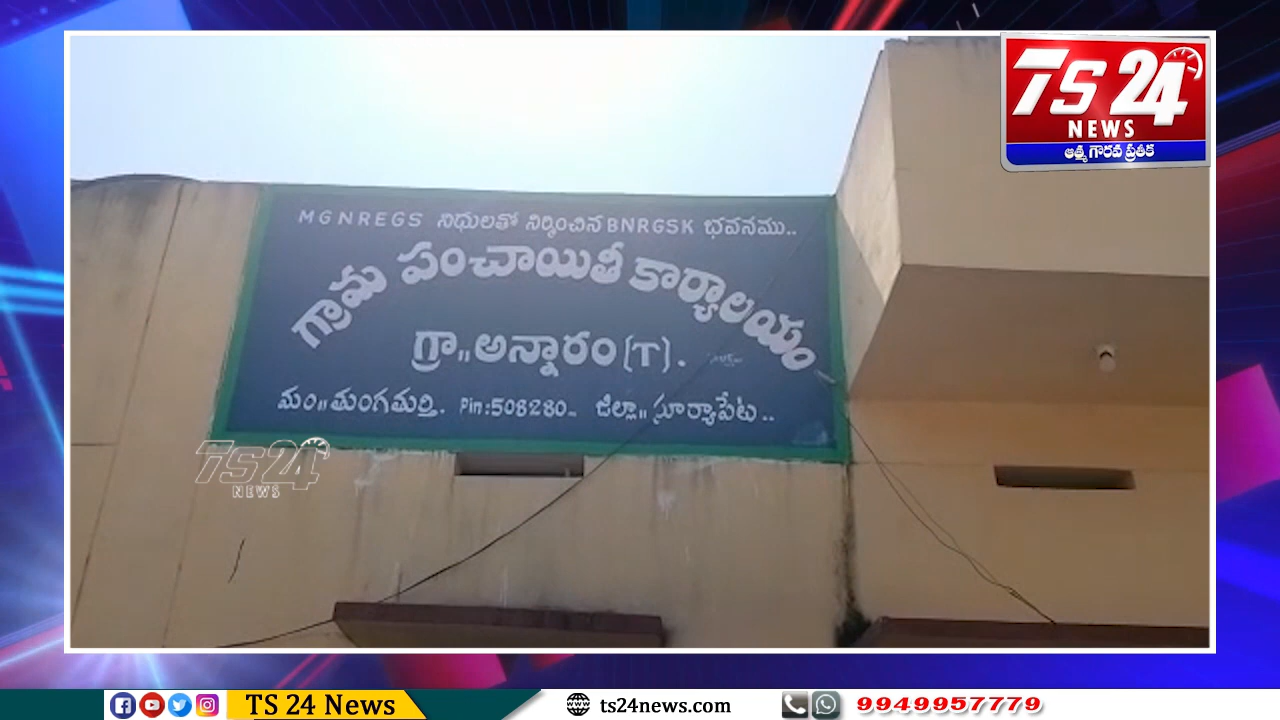 TS 24
NEWS
ఆత్మ గౌరవ ప్రతీక
MGNREGS నిధులతో నిర్మించిన BNRGSK భవనము..
గ్రామ పంచాయితీ కార్యాలయం
గ్రా,, అన్నారం (T).
మం,, తుంగతుర్తి. Pin:508280- జిల్లా,, సూర్యాపేట..
TS 24
NEWS
TS 24 News
ts24news.com
9949957779